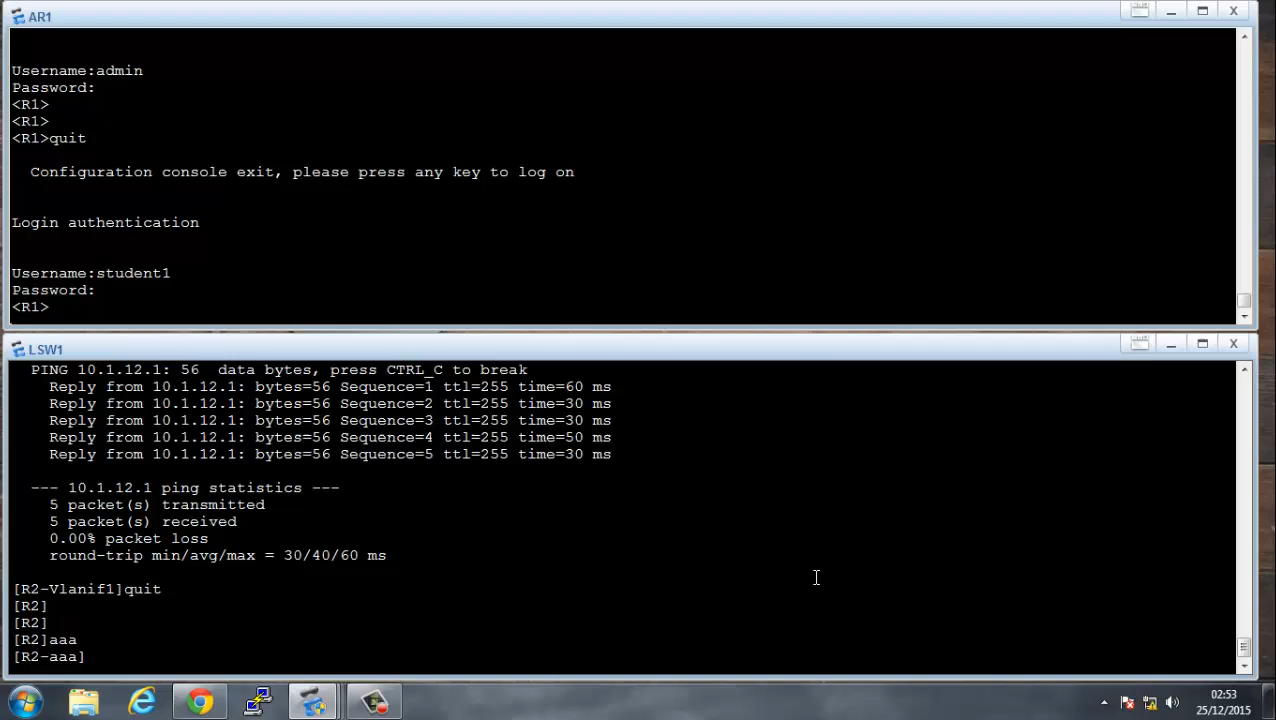 AR1
Username:admin
Password:
<R1>
<R1>
<R1>quit
Configuration console exit, please press any key to log on
Login authentication
Username:student1
Password:
<R1>
LSW1
PING 10.1.12.1: 56  data bytes, press CTRL_C to break
Reply from 10.1.12.1: bytes=56 Sequence=1 ttl=255 time=60 ms
Reply from 10.1.12.1: bytes=56 Sequence=2 ttl=255 time=30 ms
Reply from 10.1.12.1: bytes=56 Sequence=3 ttl=255 time=30 ms
Reply from 10.1.12.1: bytes=56 Sequence=4 ttl=255 time=50 ms
Reply from 10.1.12.1: bytes=56 Sequence=5 ttl=255 time=30 ms
--- 10.1.12.1 ping statistics ---
5 packet(s) transmitted
5 packet(s) received
0.00% packet loss
round-trip min/avg/max = 30/40/60 ms
[R2-Vlanif1]quit
[R2]
[R2]
[R2]aaa
[R2-aaa]
02:53
25/12/2015